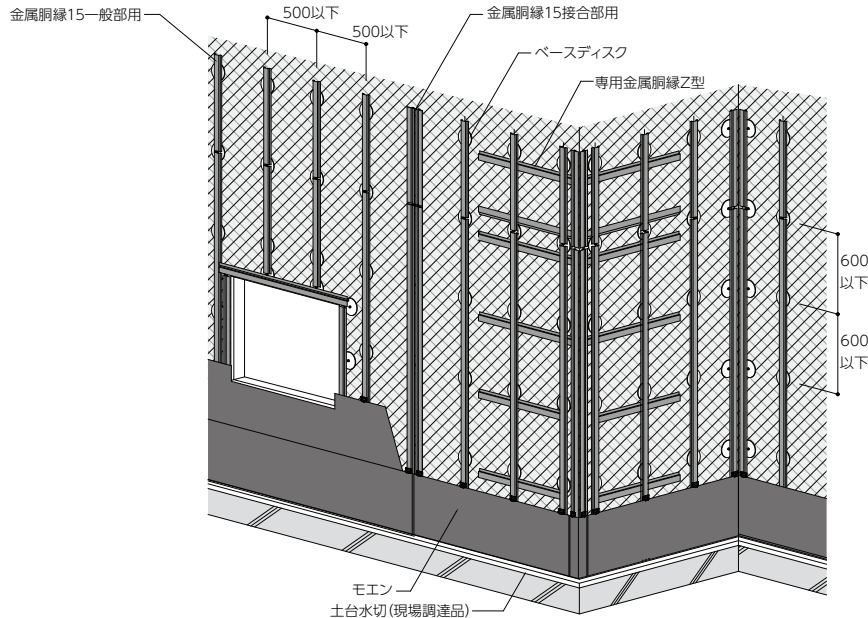 金属胴縁15一般部用
500以下
500以下
金属胴縁15接合部用
ベースディスク
専用金属胴縁Z型
600
以下
600
以下
モエン
土台水切(現場調達品)